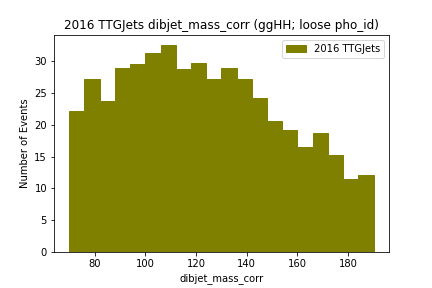 2016 TTGJets dibjet_mass_corr (ggHH; loose pho_id)
2016 TTGJets
Number of Events
30
25
20
15
10
5
0
80 100 120 140 160 180
dibjet_mass_corr